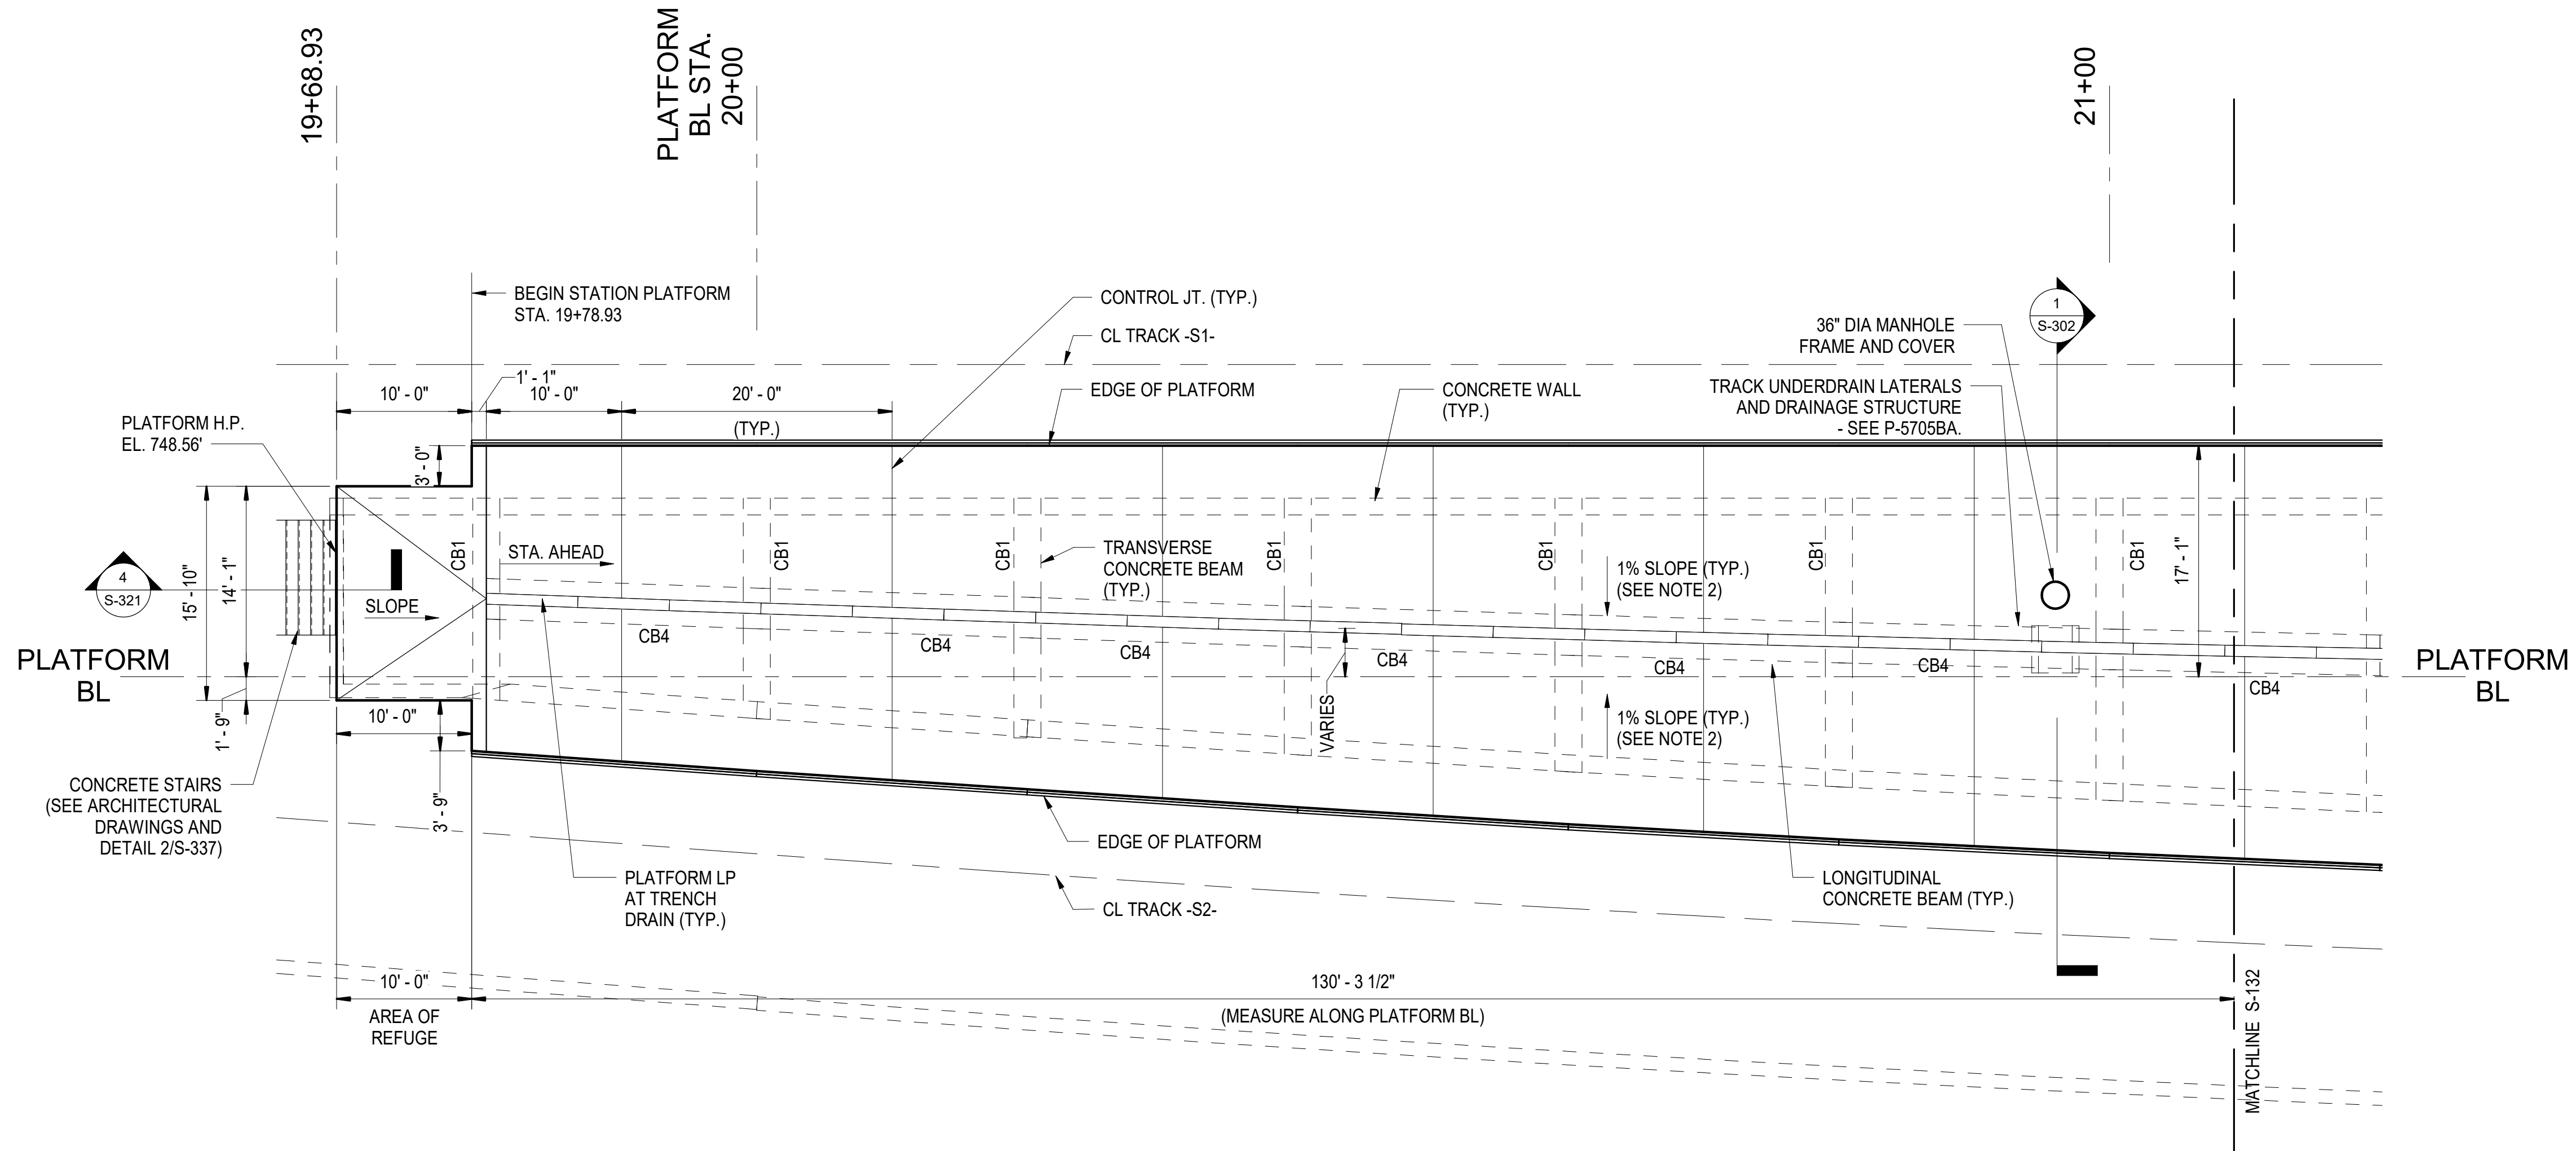 19+68.93
PLATFORM
BL STA.
20+00
21+00
BEGIN STATION PLATFORM
STA. 19+78.93
CONTROL JT. (TYP.)
CL TRACK -S1-
EDGE OF PLATFORM
CONCRETE WALL
(TYP.)
36" DIA MANHOLE
FRAME AND COVER
TRACK UNDERDRAIN LATERALS
AND DRAINAGE STRUCTURE
- SEE P-5705BA.
1
S-302
10' - 0"
1' - 1"
10' - 0"
20' - 0"
(TYP.)
PLATFORM H.P.
EL. 748.56'
3' - 0"
15' - 10"
14' - 1"
1' - 9"
4
S-321
SLOPE
STA. AHEAD
CB1
CB1
CB1
CB1
CB1
CB1
CB1
TRANSVERSE
CONCRETE BEAM
(TYP.)
1% SLOPE (TYP.)
(SEE NOTE 2)
17' - 1"
CB4
CB4
CB4
CB4
CB4
CB4
CB4
PLATFORM
BL
PLATFORM
BL
VARIES
1% SLOPE (TYP.)
(SEE NOTE 2)
10' - 0"
3' - 9"
CONCRETE STAIRS
(SEE ARCHITECTURAL
DRAWINGS AND
DETAIL 2/S-337)
PLATFORM LP
AT TRENCH
DRAIN (TYP.)
EDGE OF PLATFORM
CL TRACK -S2-
LONGITUDINAL
CONCRETE BEAM (TYP.)
10' - 0"
AREA OF
REFUGE
130' - 3 1/2"
(MEASURE ALONG PLATFORM BL)
MATCHLINE S-132